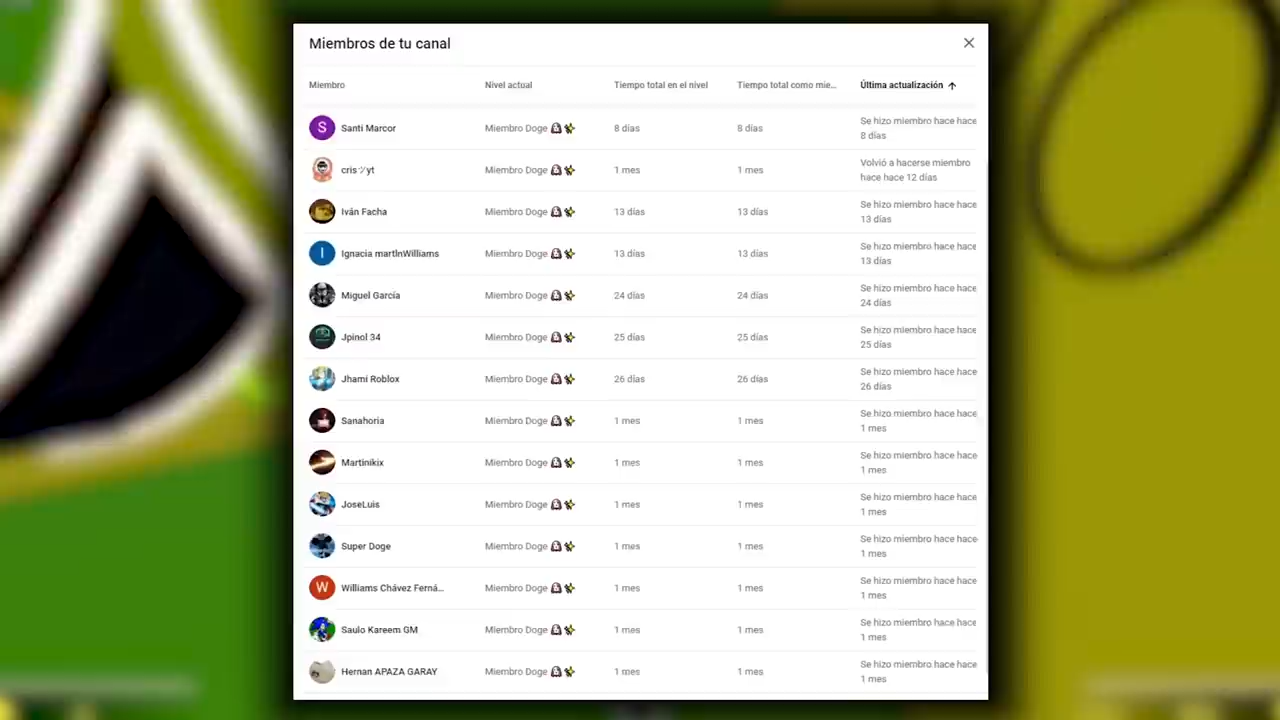 Miembros de tu canal
Miembro Nivel actual Tiempo total en el nivel Tiempo total como mie... Última actualización
S Santi Marcor Miembro Doge 8 días 8 días Se hizo miembro hace hace
8 días
cris ツ yt Miembro Doge 1 mes 1 mes Volvió a hacerse miembro
hace hace 12 días
Iván Facha Miembro Doge 13 días 13 días Se hizo miembro hace hace
13 días
I Ignacia martInWilliams Miembro Doge 13 días 13 días Se hizo miembro hace hace
13 días
Miguel García Miembro Doge 24 días 24 días Se hizo miembro hace hace
24 días
Jpinol 34 Miembro Doge 25 días 25 días Se hizo miembro hace hace
25 días
Jhamí Roblox Miembro Doge 26 días 26 días Se hizo miembro hace hace
26 días
Sanahoria Miembro Doge 1 mes 1 mes Se hizo miembro hace hace
1 mes
Martinikix Miembro Doge 1 mes 1 mes Se hizo miembro hace hace
1 mes
JoseLuis Miembro Doge 1 mes 1 mes Se hizo miembro hace hace
1 mes
Super Doge Miembro Doge 1 mes 1 mes Se hizo miembro hace hace
1 mes
W Williams Chávez Ferná... Miembro Doge 1 mes 1 mes Se hizo miembro hace hace
1 mes
Saulo Kareem GM Miembro Doge 1 mes 1 mes Se hizo miembro hace hace
1 mes
Hernan APAZA GARAY Miembro Doge 1 mes 1 mes Se hizo miembro hace hace
1 mes